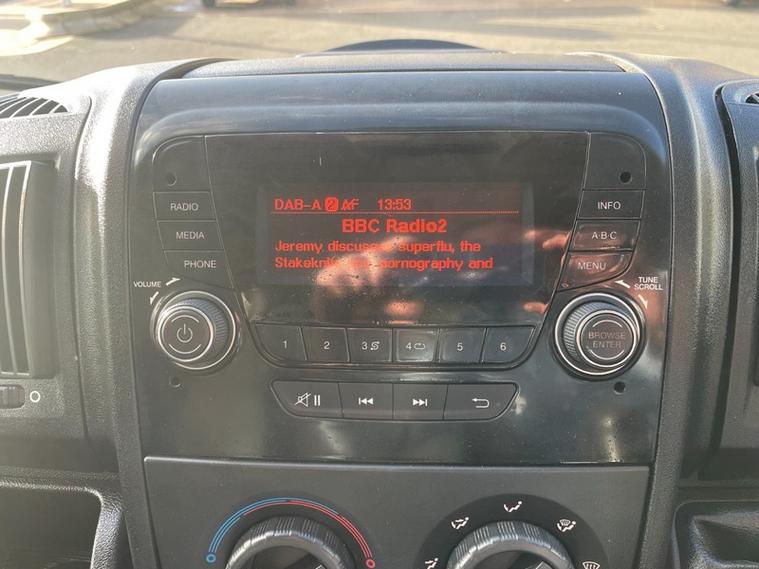 DAB-A 2 AF 13:53
BBC Radio2
Jeremy discusses superflu, the
pornography and
RADIO
MEDIA
PHONE
VOLUME
INFO
A·B·C
MENU
TUNE
SCROLL
BROWSE
ENTER
1 2 3 4 5 6